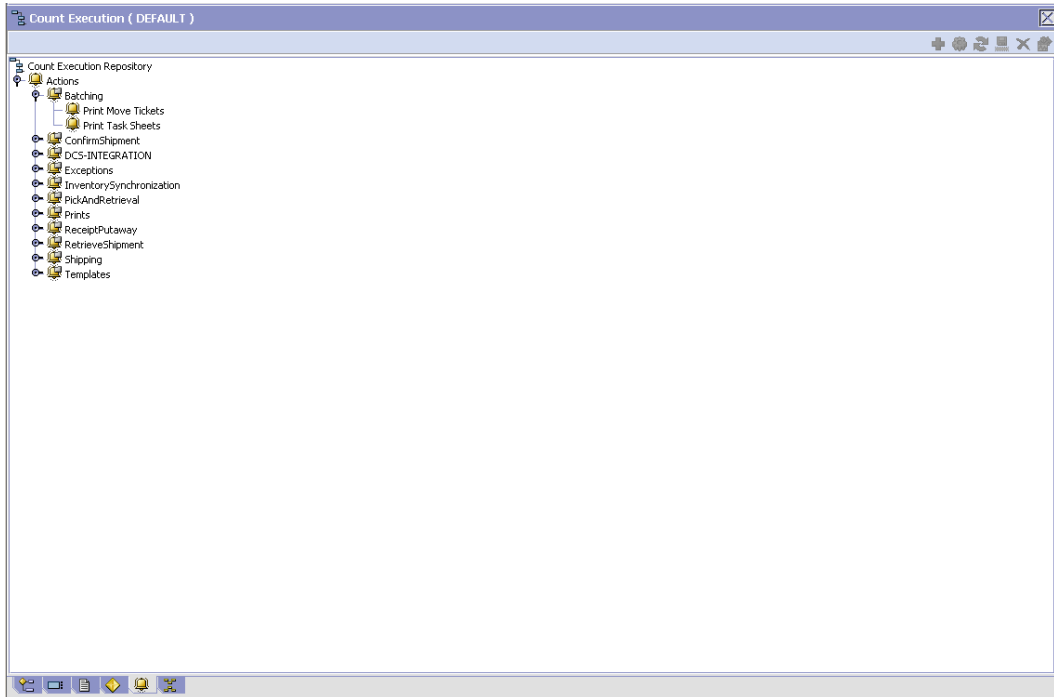 Count Execution ( DEFAULT )
Count Execution Repository
Actions
Batching
Print Move Tickets
Print Task Sheets
ConfirmShipment
DCS-INTEGRATION
Exceptions
InventorySynchronization
PickAndRetrieval
Prints
ReceiptPutaway
RetrieveShipment
Shipping
Templates